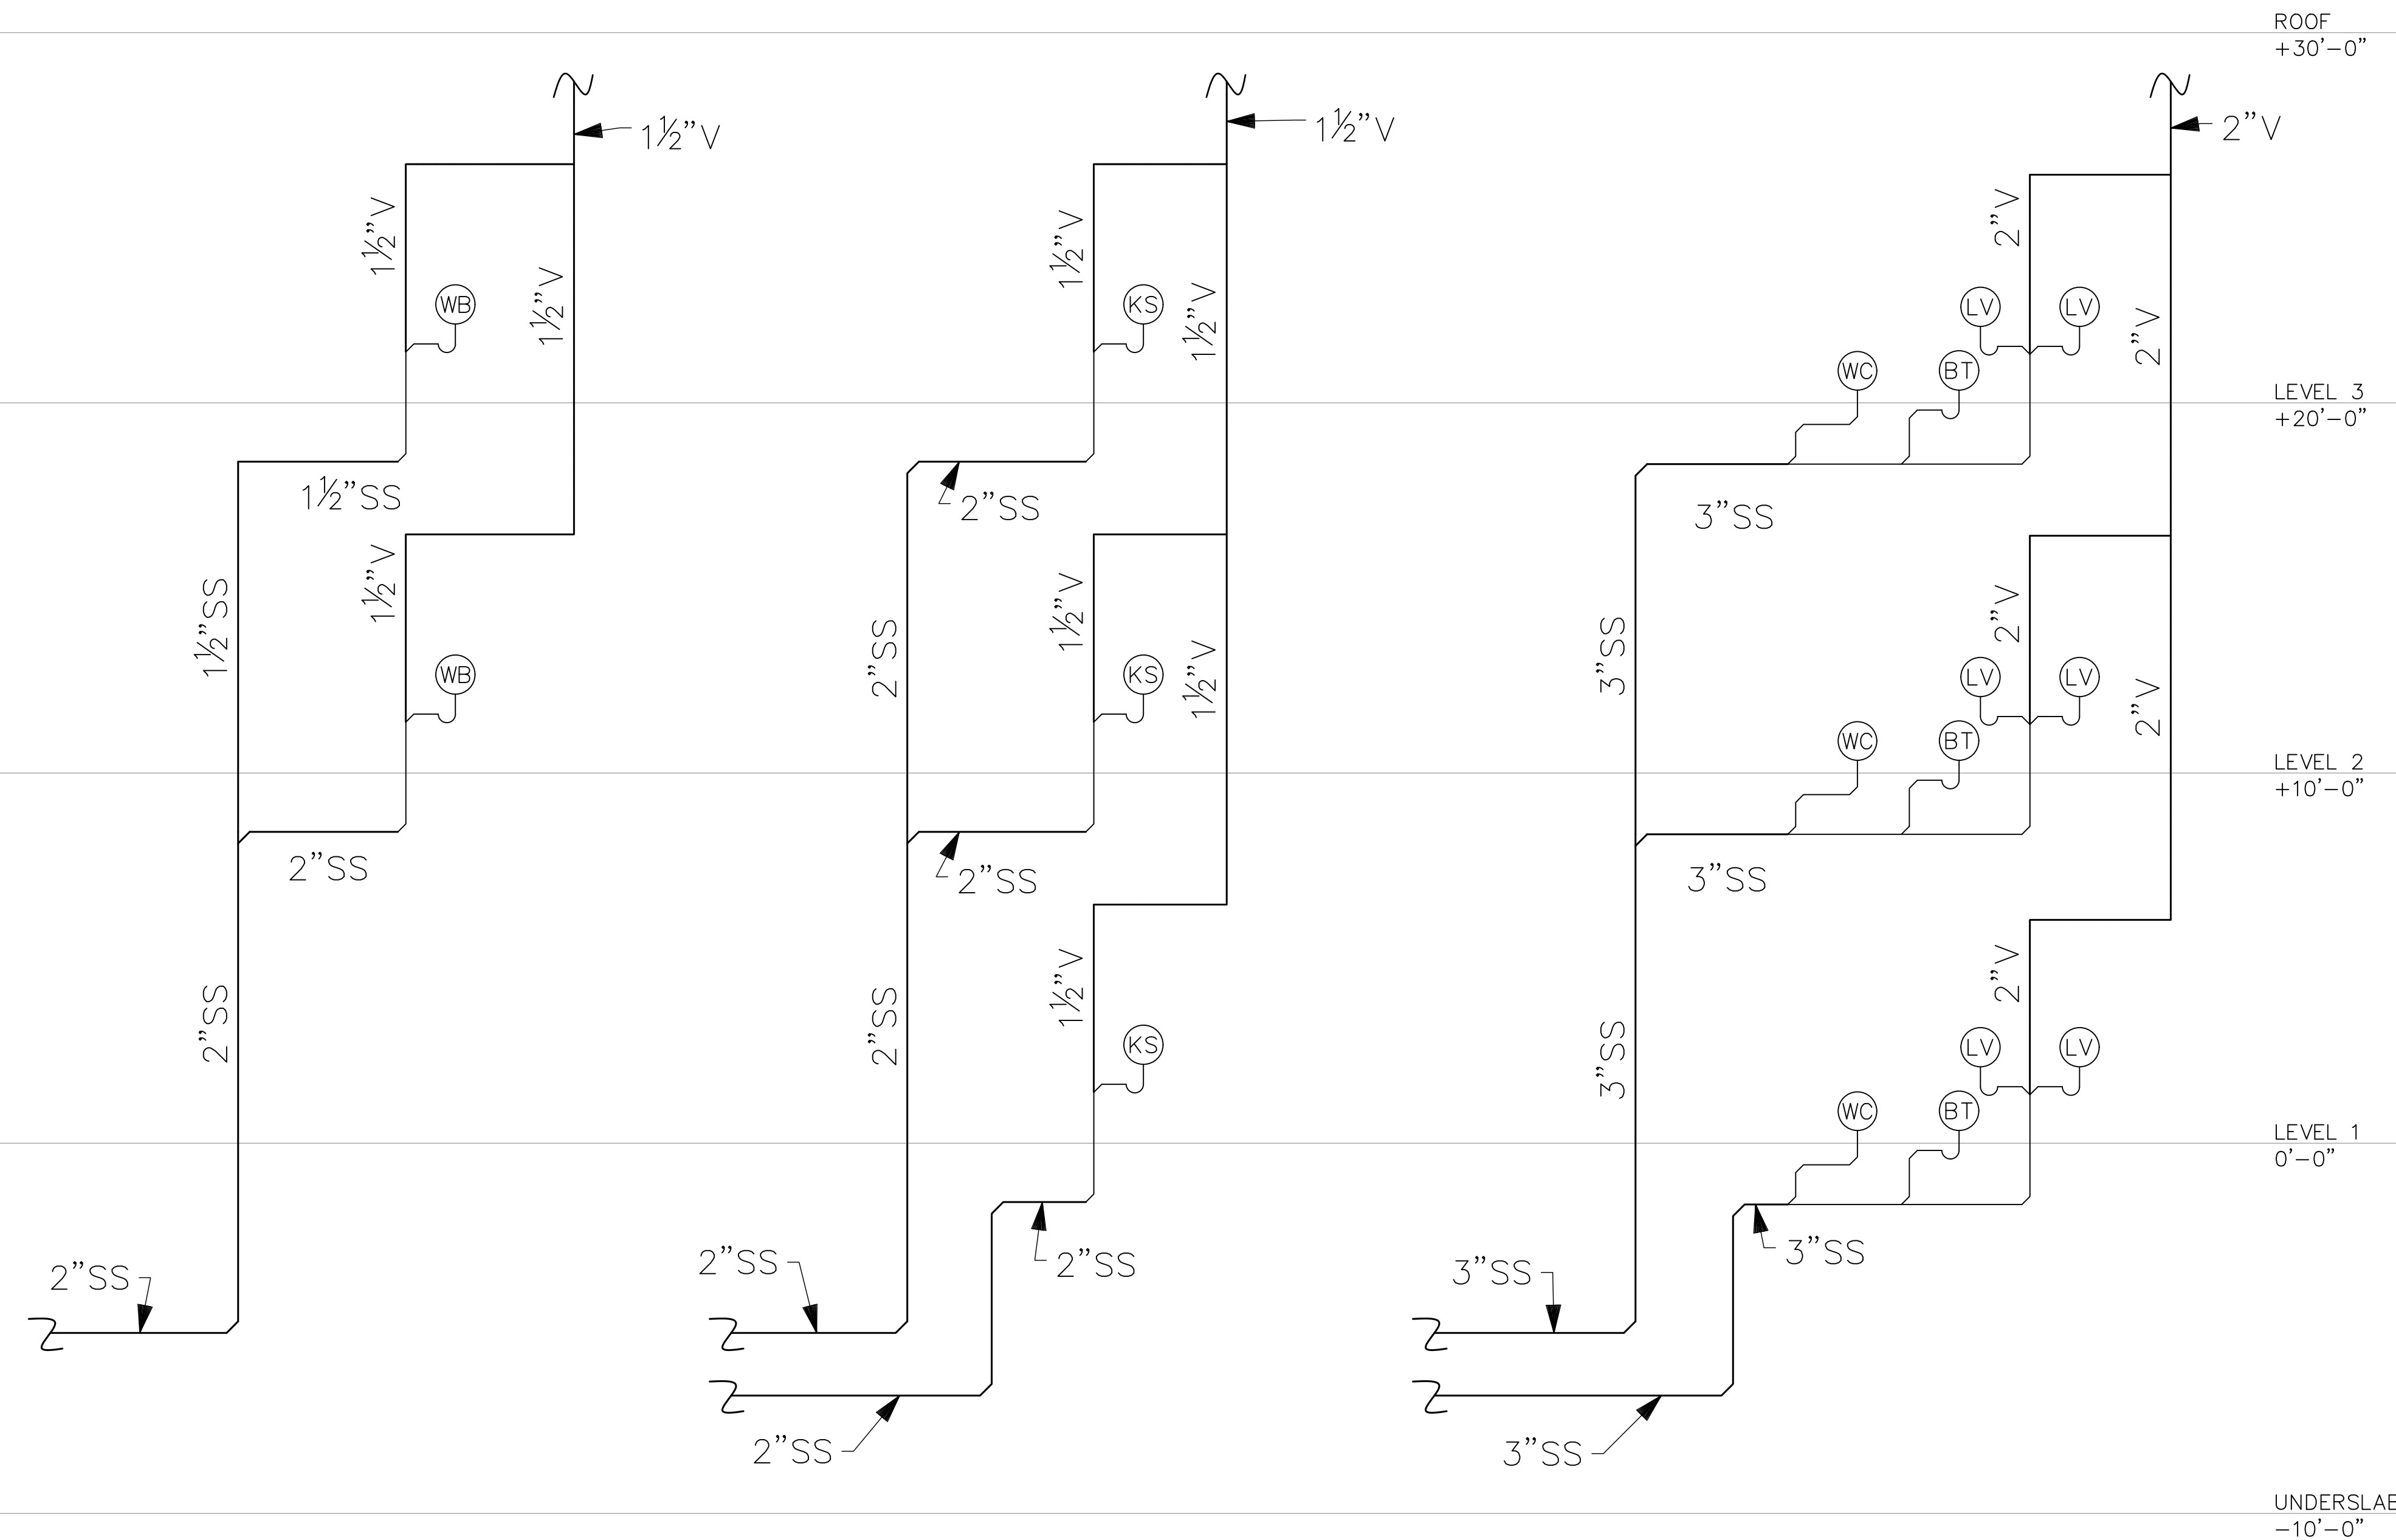 ROOF
+30'-0"
1½"V
1½"V
2"V
1½"V
1½"V
2"V
1½"V
1½"V
2"V
WB
KS
LV
LV
WC
BT
LEVEL 3
+20'-0"
1½"SS
2"SS
3"SS
1½"SS
1½"V
2"SS
1½"V
1½"V
3"SS
2"V
2"V
WB
KS
LV
LV
WC
BT
LEVEL 2
+10'-0"
2"SS
2"SS
3"SS
2"SS
2"SS
1½"V
3"SS
2"V
KS
LV
LV
WC
BT
LEVEL 1
0'-0"
2"SS
2"SS
2"SS
3"SS
3"SS
2"SS
3"SS
UNDERSLAB
-10'-0"